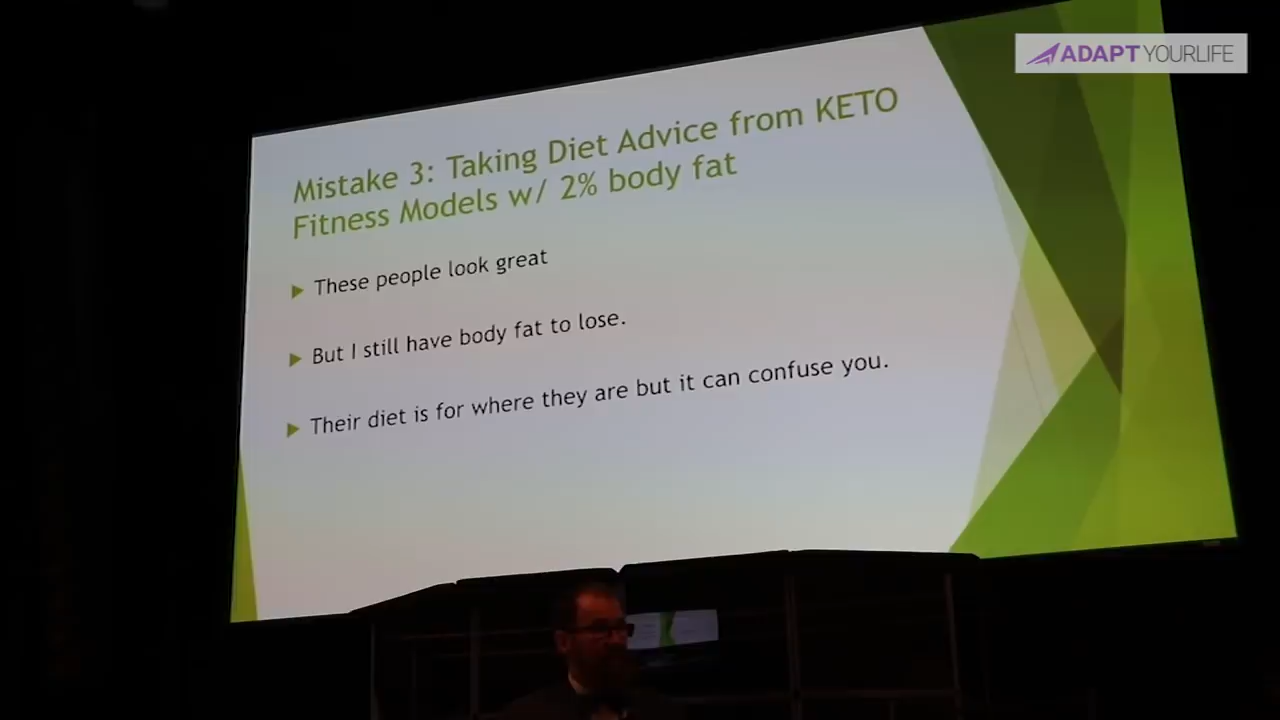 ADAPT YOURLIFE
Mistake 3: Taking Diet Advice from KETO
Fitness Models w/ 2% body fat
These people look great
But I still have body fat to lose.
Their diet is for where they are but it can confuse you.